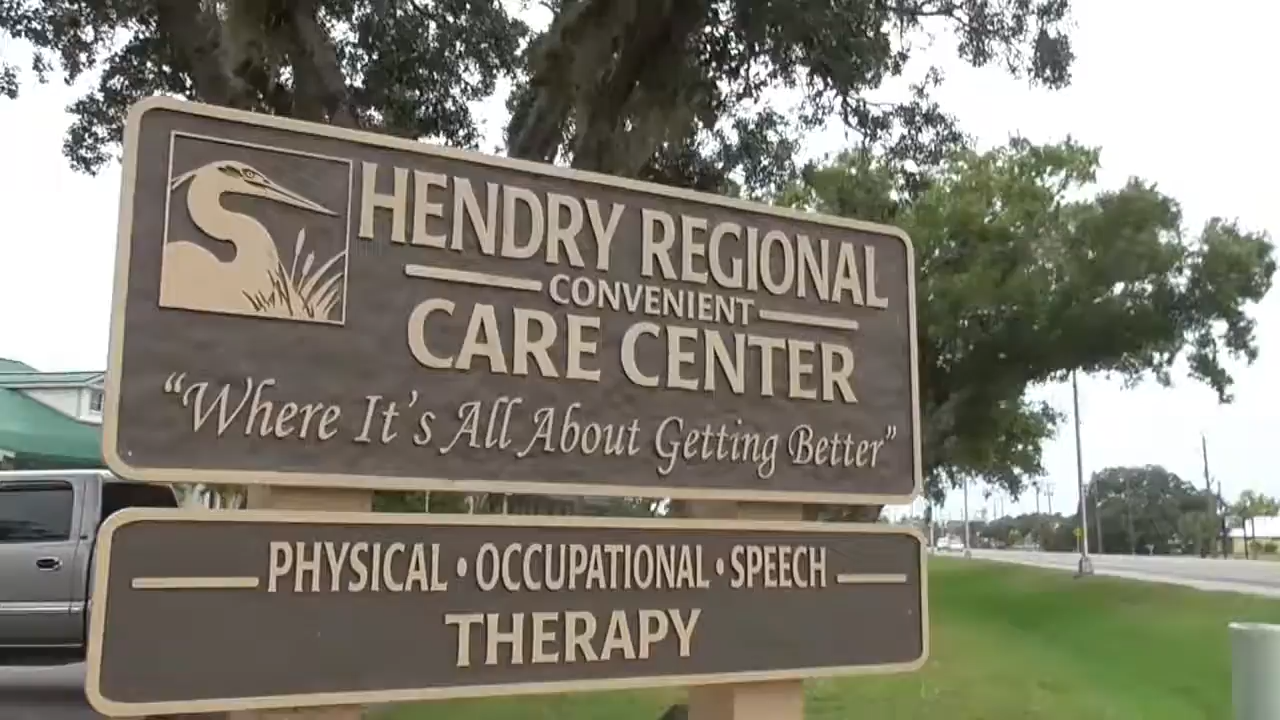 HENDRY REGIONAL
CONVENIENT
CARE CENTER
“Where It's All About Getting Better”
PHYSICAL • OCCUPATIONAL • SPEECH
THERAPY